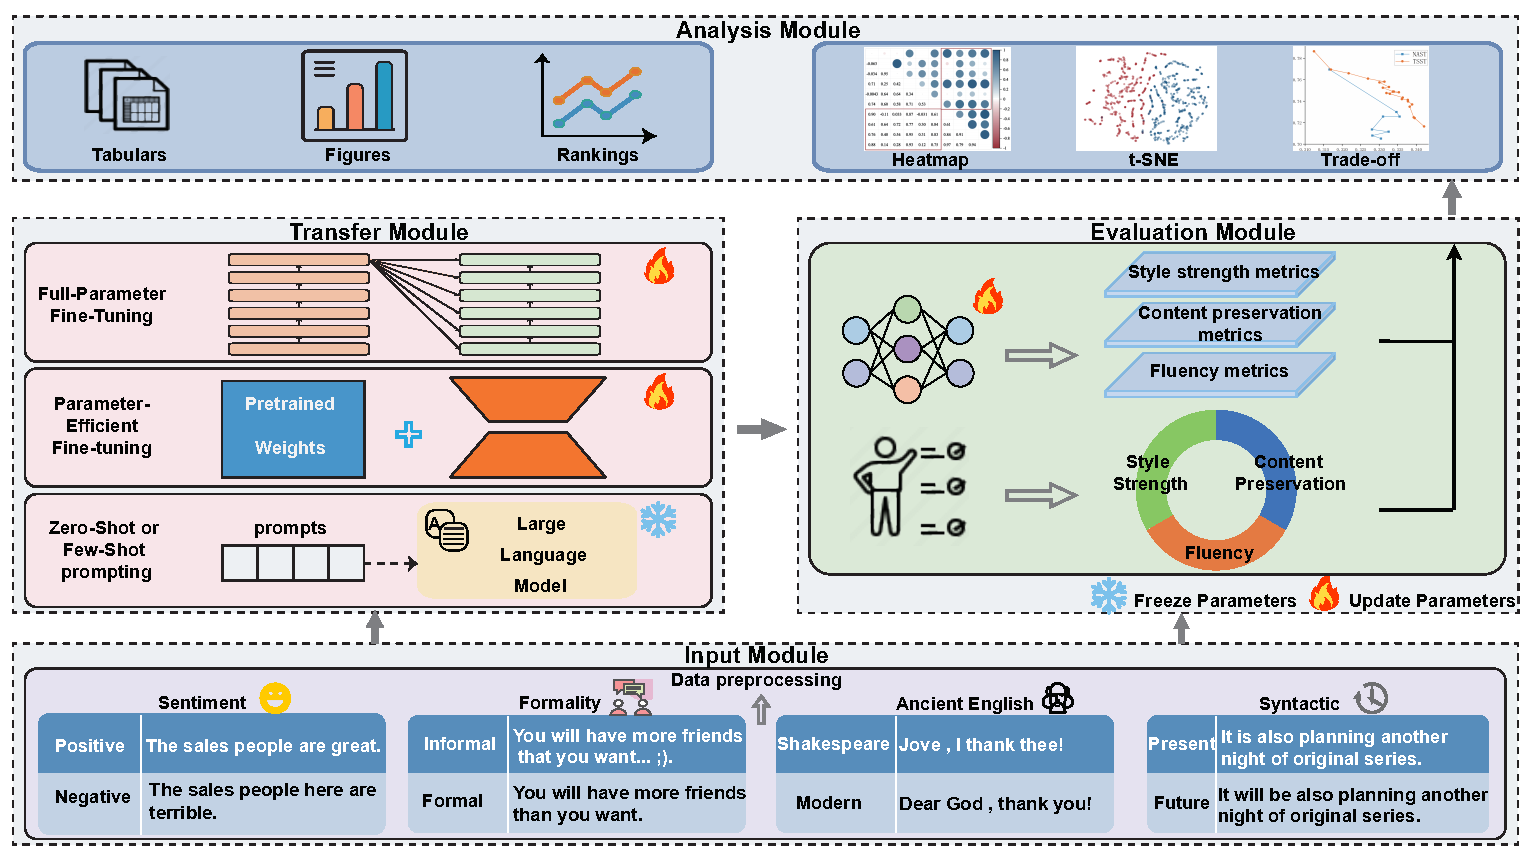 Analysis Module
Tabulars
Figures
Rankings
Heatmap
t-SNE
Trade-off
NAST
TSST
Transfer Module
Full-Parameter
Fine-Tuning
Parameter-
Efficient
Fine-tuning
Pretrained
Weights
Zero-Shot or
Few-Shot
prompting
prompts
A
Large
Language
Model
Evaluation Module
Style strength metrics
Content preservation
metrics
Fluency metrics
Style
Strength
Content
Preservation
Fluency
Freeze Parameters
Update Parameters
Input Module
Data preprocessing
Sentiment
Positive
The sales people are great.
Negative
The sales people here are
terrible.
Formality
Informal
You will have more friends
that you want... ;).
Formal
You will have more friends
than you want.
Ancient English
Shakespeare
Jove , I thank thee!
Modern
Dear God , thank you!
Syntactic
Present
It is also planning another
night of original series.
Future
It will be also planning another
night of original series.